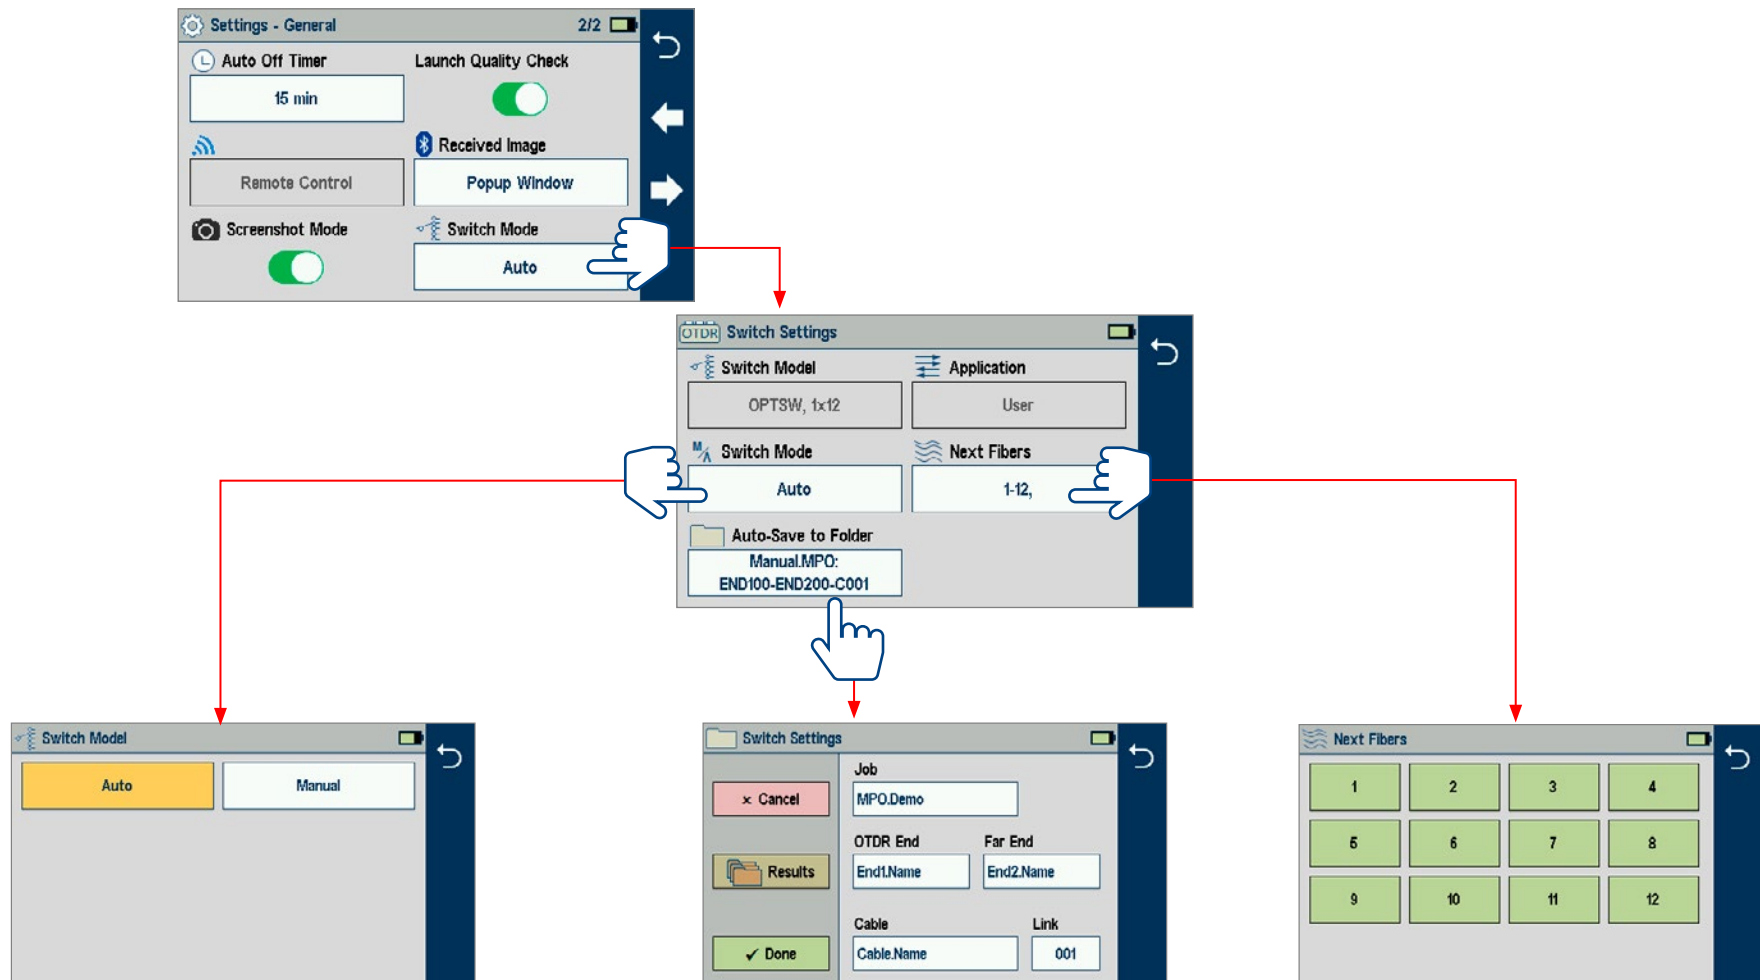 Settings - General 2/2
Auto Off Timer Launch Quality Check
15 min
Received Image
Remote Control Popup Window
Screenshot Mode Switch Mode
Auto
OTDR Switch Settings
Switch Model Application
OPTSW, 1x12 User
M/A Switch Mode Next Fibers
Auto 1-12,
Auto-Save to Folder
Manual.MPO:
END100-END200-C001
Switch Model
Auto Manual
Switch Settings
Job
× Cancel MPO.Demo
OTDR End Far End
Results End1.Name End2.Name
Cable Link
✓ Done Cable.Name 001
Next Fibers
1 2 3 4
5 6 7 8
9 10 11 12